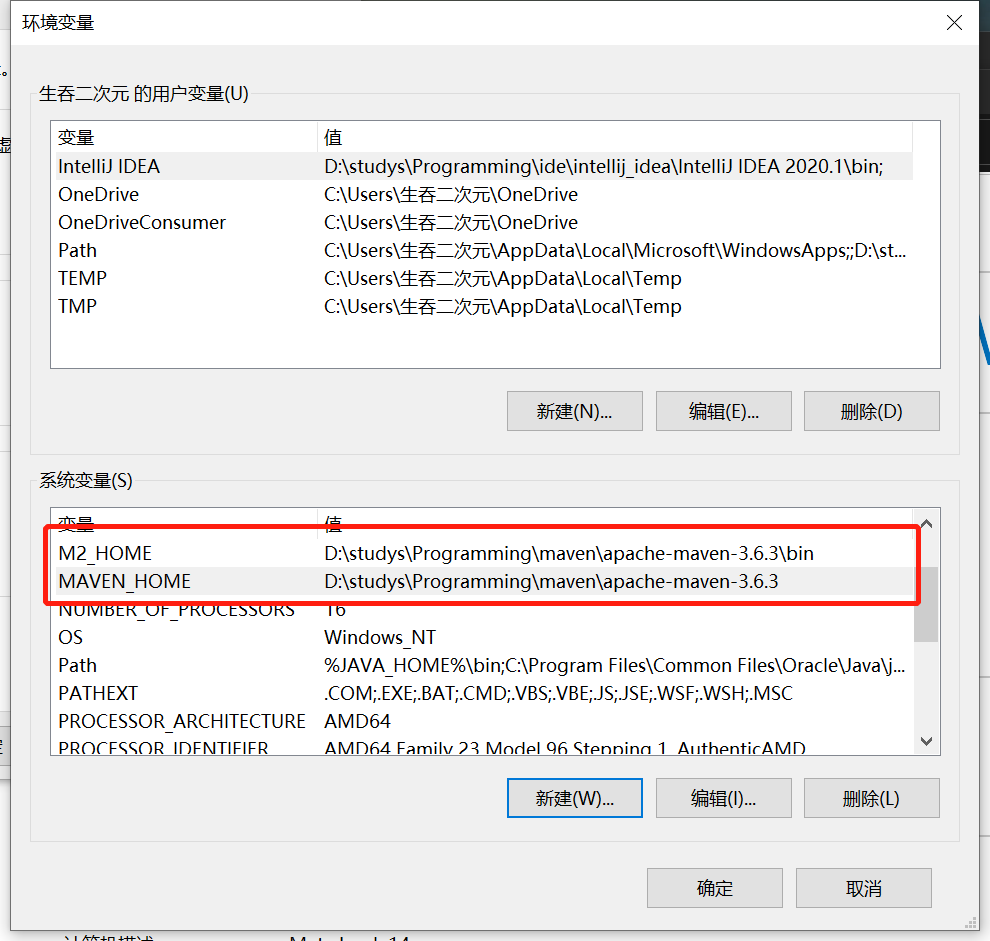 环境变量
生吞二次元 的用户变量(U)
变量 值
IntelliJ IDEA D:\studys\Programming\ide\intellij_idea\IntelliJ IDEA 2020.1\bin;
OneDrive C:\Users\生吞二次元\OneDrive
OneDriveConsumer C:\Users\生吞二次元\OneDrive
Path C:\Users\生吞二次元\AppData\Local\Microsoft\WindowsApps;;D:\st...
TEMP C:\Users\生吞二次元\AppData\Local\Temp
TMP C:\Users\生吞二次元\AppData\Local\Temp
新建(N)... 编辑(E)... 删除(D)
系统变量(S)
变量 值
M2_HOME D:\studys\Programming\maven\apache-maven-3.6.3\bin
MAVEN_HOME D:\studys\Programming\maven\apache-maven-3.6.3
NUMBER_OF_PROCESSORS 16
OS Windows_NT
Path %JAVA_HOME%\bin;C:\Program Files\Common Files\Oracle\Java\j...
PATHEXT .COM;.EXE;.BAT;.CMD;.VBS;.VBE;.JS;.JSE;.WSF;.WSH;.MSC
PROCESSOR_ARCHITECTURE AMD64
PROCESSOR_IDENTIFIER AMD64 Family 23 Model 96 Stepping 1, AuthenticAMD
新建(W)... 编辑(I)... 删除(L)
确定 取消